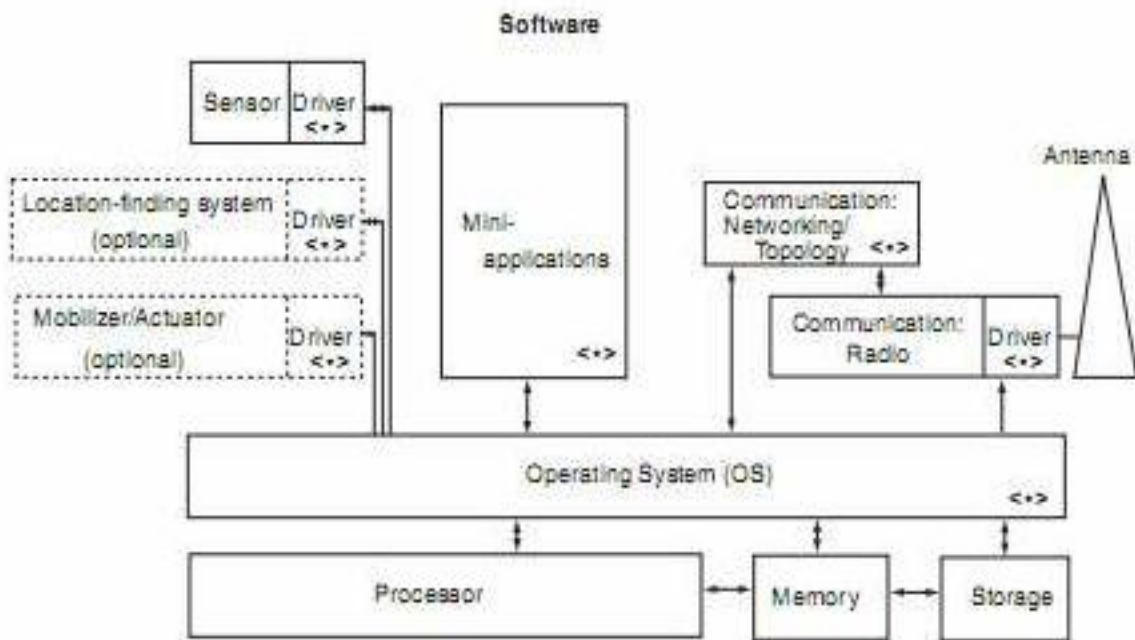 Software
Sensor
Driver
<•>
Antenna
Location-finding system
(optional)
Driver
<•>
Mini-
applications
<•>
Communication:
Networking/
Topology
<•>
Mobilizer/Actuator
(optional)
Driver
<•>
Communication:
Radio
Driver
<•>
Operating System (OS)
<•>
Processor
Memory
Storage